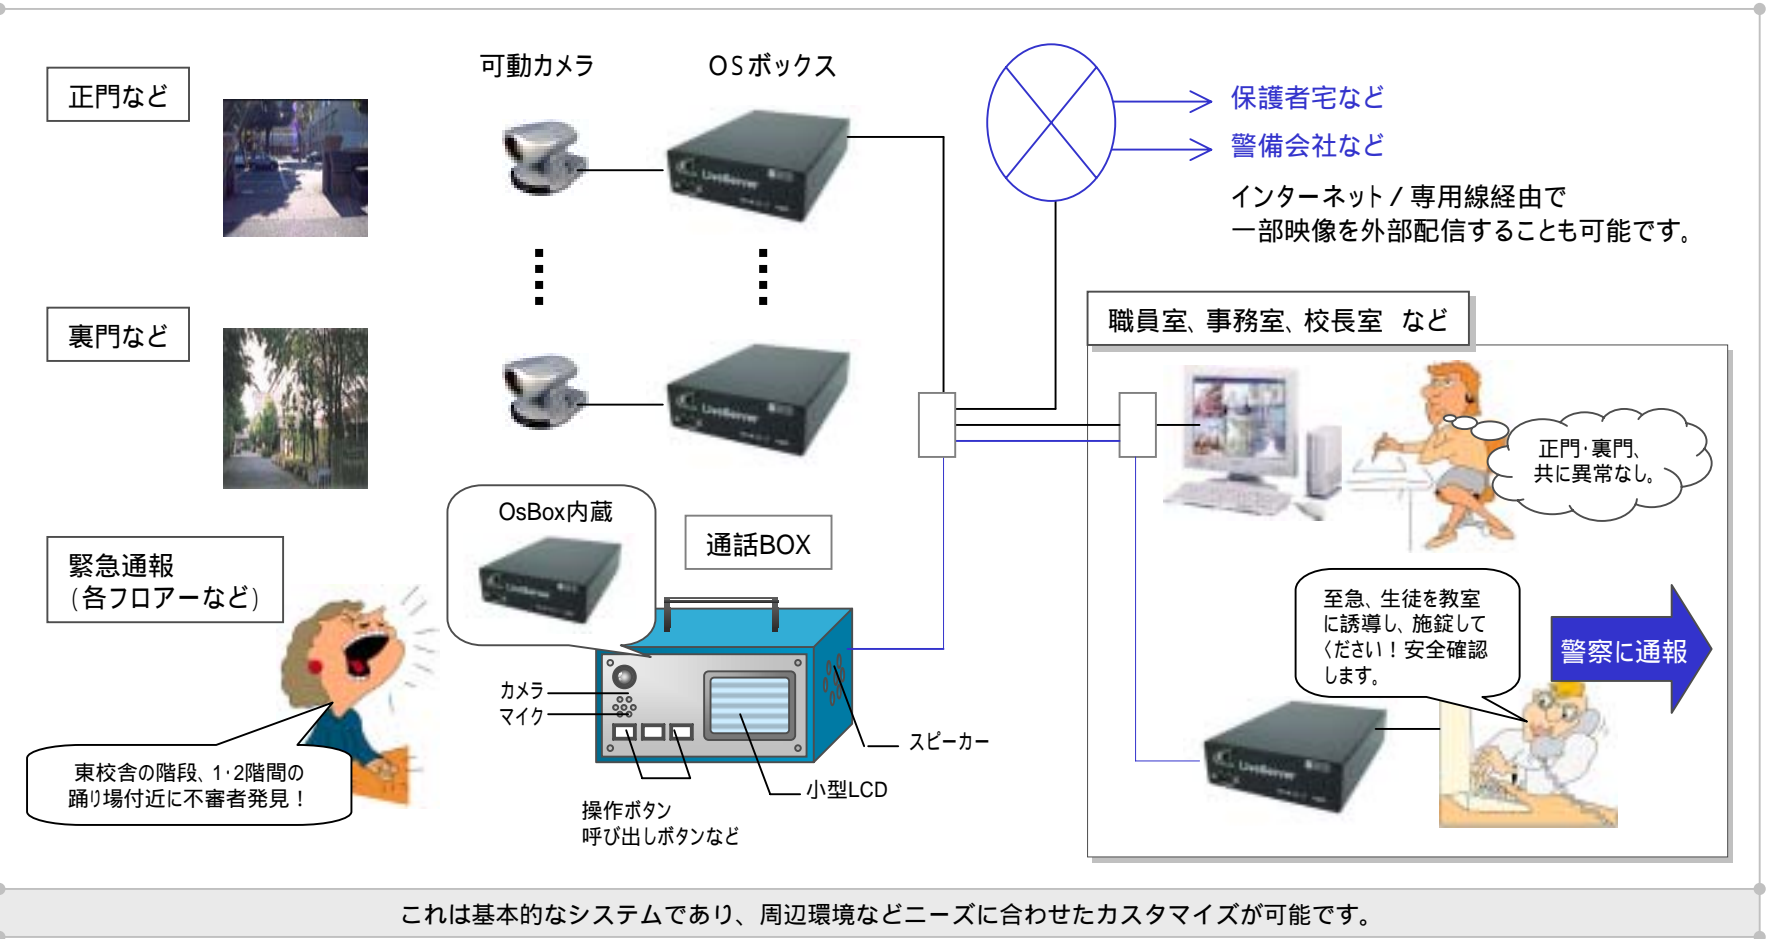 可動カメラ
OSボックス
正門など
LiveServer
保護者宅など
警備会社など
インターネット / 専用線経由で
一部映像を外部配信することも可能です。
裏門など
LiveServer
職員室、事務室、校長室　など
正門・裏門、
共に異常なし。
OsBox内蔵
LiveServer
通話BOX
緊急通報
(各フロアーなど)
至急、生徒を教室
に誘導し、施錠して
ください！安全確認
します。
警察に通報
カメラ
マイク
スピーカー
小型LCD
東校舎の階段、1・2階間の
踊り場付近に不審者発見！
操作ボタン
呼び出しボタンなど
LiveServer
これは基本的なシステムであり、周辺環境などニーズに合わせたカスタマイズが可能です。